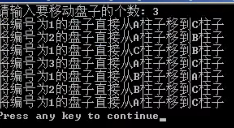 请输入要移动盘子的个数: 3
将编号为1的盘子直接从A柱子移到C柱子
将编号为2的盘子直接从A柱子移到B柱子
将编号为1的盘子直接从C柱子移到B柱子
将编号为3的盘子直接从A柱子移到C柱子
将编号为1的盘子直接从B柱子移到A柱子
将编号为2的盘子直接从B柱子移到C柱子
将编号为1的盘子直接从A柱子移到C柱子
Press any key to continue